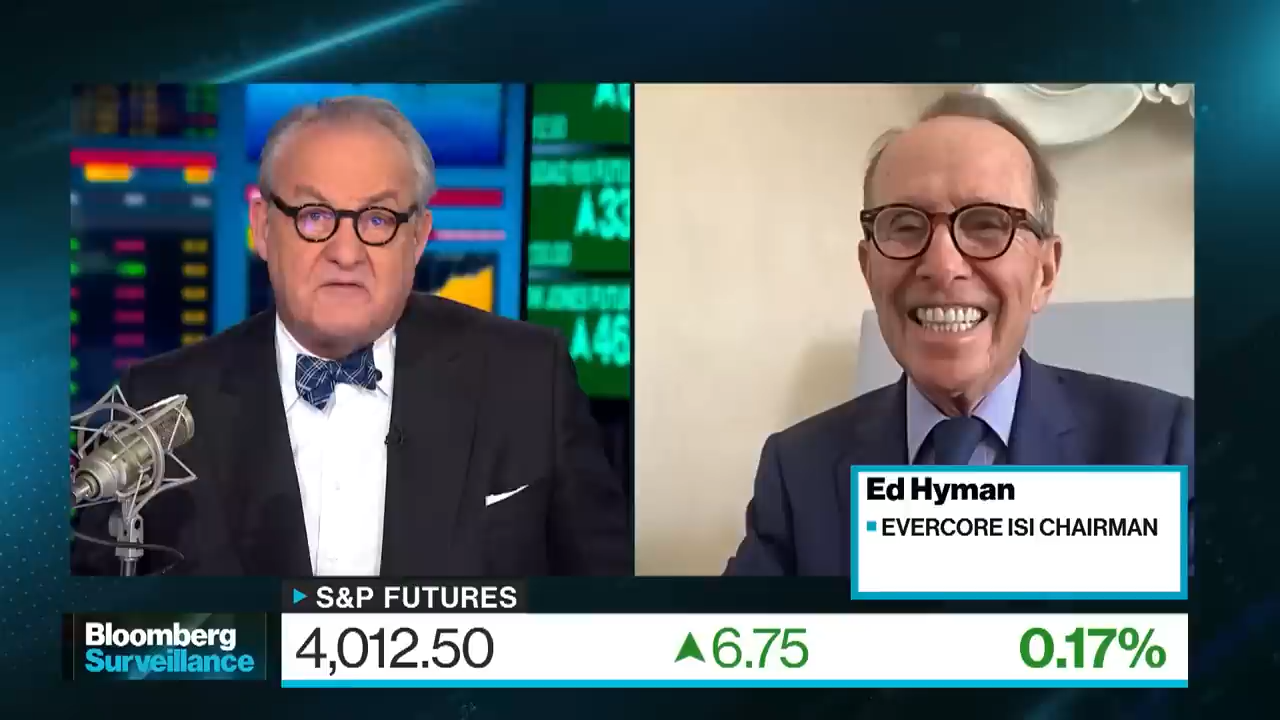 Ed Hyman
EVERCORE ISI CHAIRMAN
S&P FUTURES
Bloomberg
Surveillance
4,012.50
6.75
0.17%